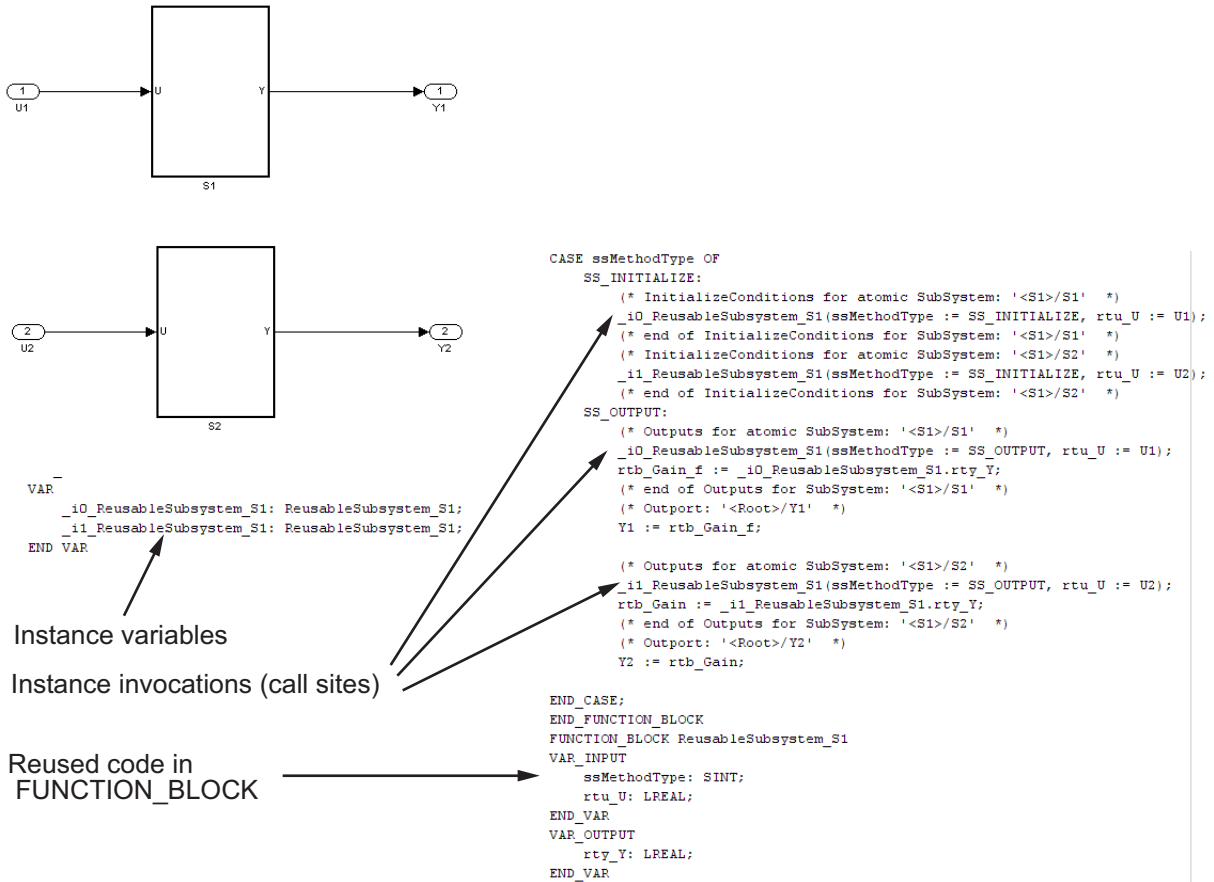 1
U1
U
Y
1
Y1
S1
2
U2
U
Y
2
Y2
S2
VAR
_i0_ReusableSubsystem_S1: ReusableSubsystem_S1;
_i1_ReusableSubsystem_S1: ReusableSubsystem_S1;
END_VAR
Instance variables
Instance invocations (call sites)
Reused code in
FUNCTION_BLOCK
CASE ssMethodType OF
SS_INITIALIZE:
(* InitializeConditions for atomic SubSystem: '<S1>/S1' *)
_i0_ReusableSubsystem_S1(ssMethodType := SS_INITIALIZE, rtu_U := U1);
(* end of InitializeConditions for SubSystem: '<S1>/S1' *)
(* InitializeConditions for atomic SubSystem: '<S1>/S2' *)
_i1_ReusableSubsystem_S1(ssMethodType := SS_INITIALIZE, rtu_U := U2);
(* end of InitializeConditions for SubSystem: '<S1>/S2' *)
SS_OUTPUT:
(* Outputs for atomic SubSystem: '<S1>/S1' *)
_i0_ReusableSubsystem_S1(ssMethodType := SS_OUTPUT, rtu_U := U1);
rtb_Gain_f := _i0_ReusableSubsystem_S1.rty_Y;
(* end of Outputs for SubSystem: '<S1>/S1' *)
(* Outport: '<Root>/Y1' *)
Y1 := rtb_Gain_f;
(* Outputs for atomic SubSystem: '<S1>/S2' *)
_i1_ReusableSubsystem_S1(ssMethodType := SS_OUTPUT, rtu_U := U2);
rtb_Gain := _i1_ReusableSubsystem_S1.rty_Y;
(* end of Outputs for SubSystem: '<S1>/S2' *)
(* Outport: '<Root>/Y2' *)
Y2 := rtb_Gain;
END_CASE;
END_FUNCTION_BLOCK
FUNCTION_BLOCK ReusableSubsystem_S1
VAR_INPUT
ssMethodType: SINT;
rtu_U: LREAL;
END_VAR
VAR_OUTPUT
rty_Y: LREAL;
END_VAR